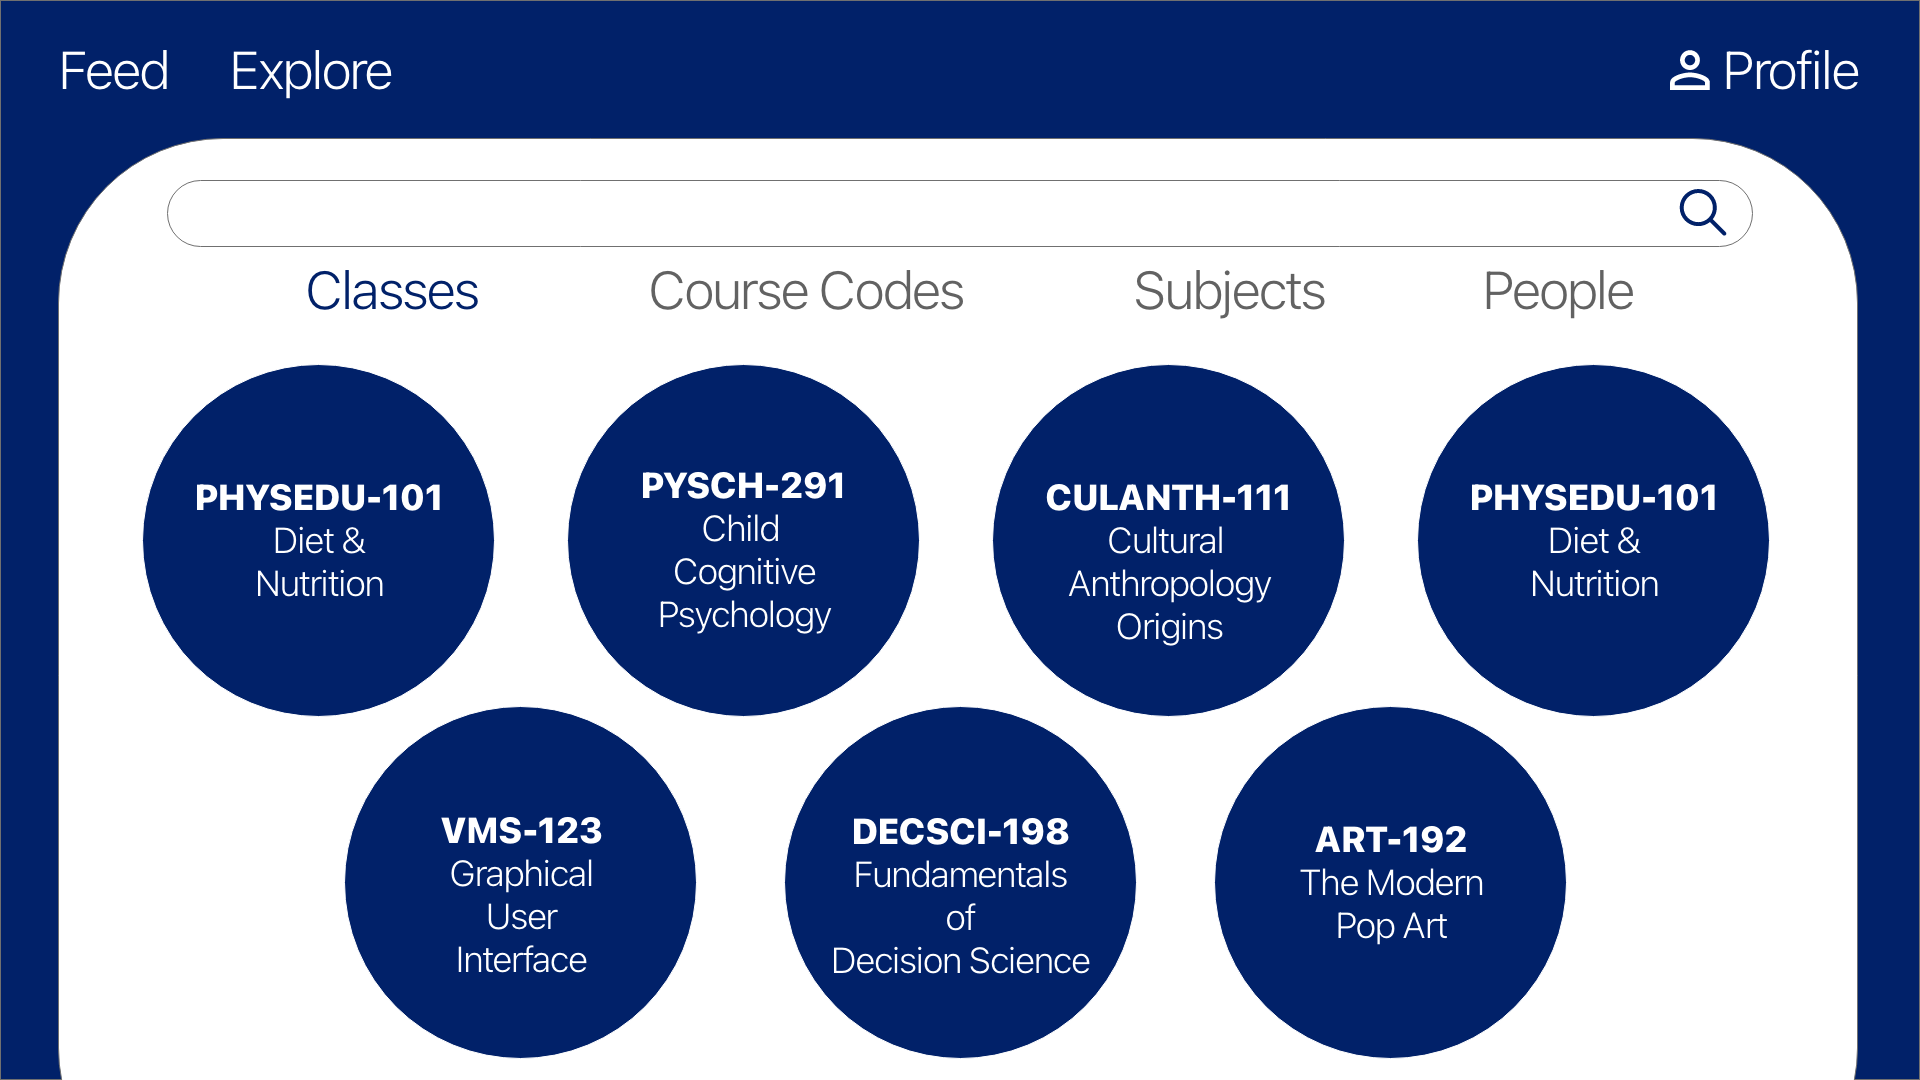 Feed Explore Profile
Classes Course Codes Subjects People
PHYSEDU-101
Diet &
Nutrition
PYSCH-291
Child
Cognitive
Psychology
CULANTH-111
Cultural
Anthropology
Origins
PHYSEDU-101
Diet &
Nutrition
VMS-123
Graphical
User
Interface
DECSCI-198
Fundamentals
of
Decision Science
ART-192
The Modern
Pop Art